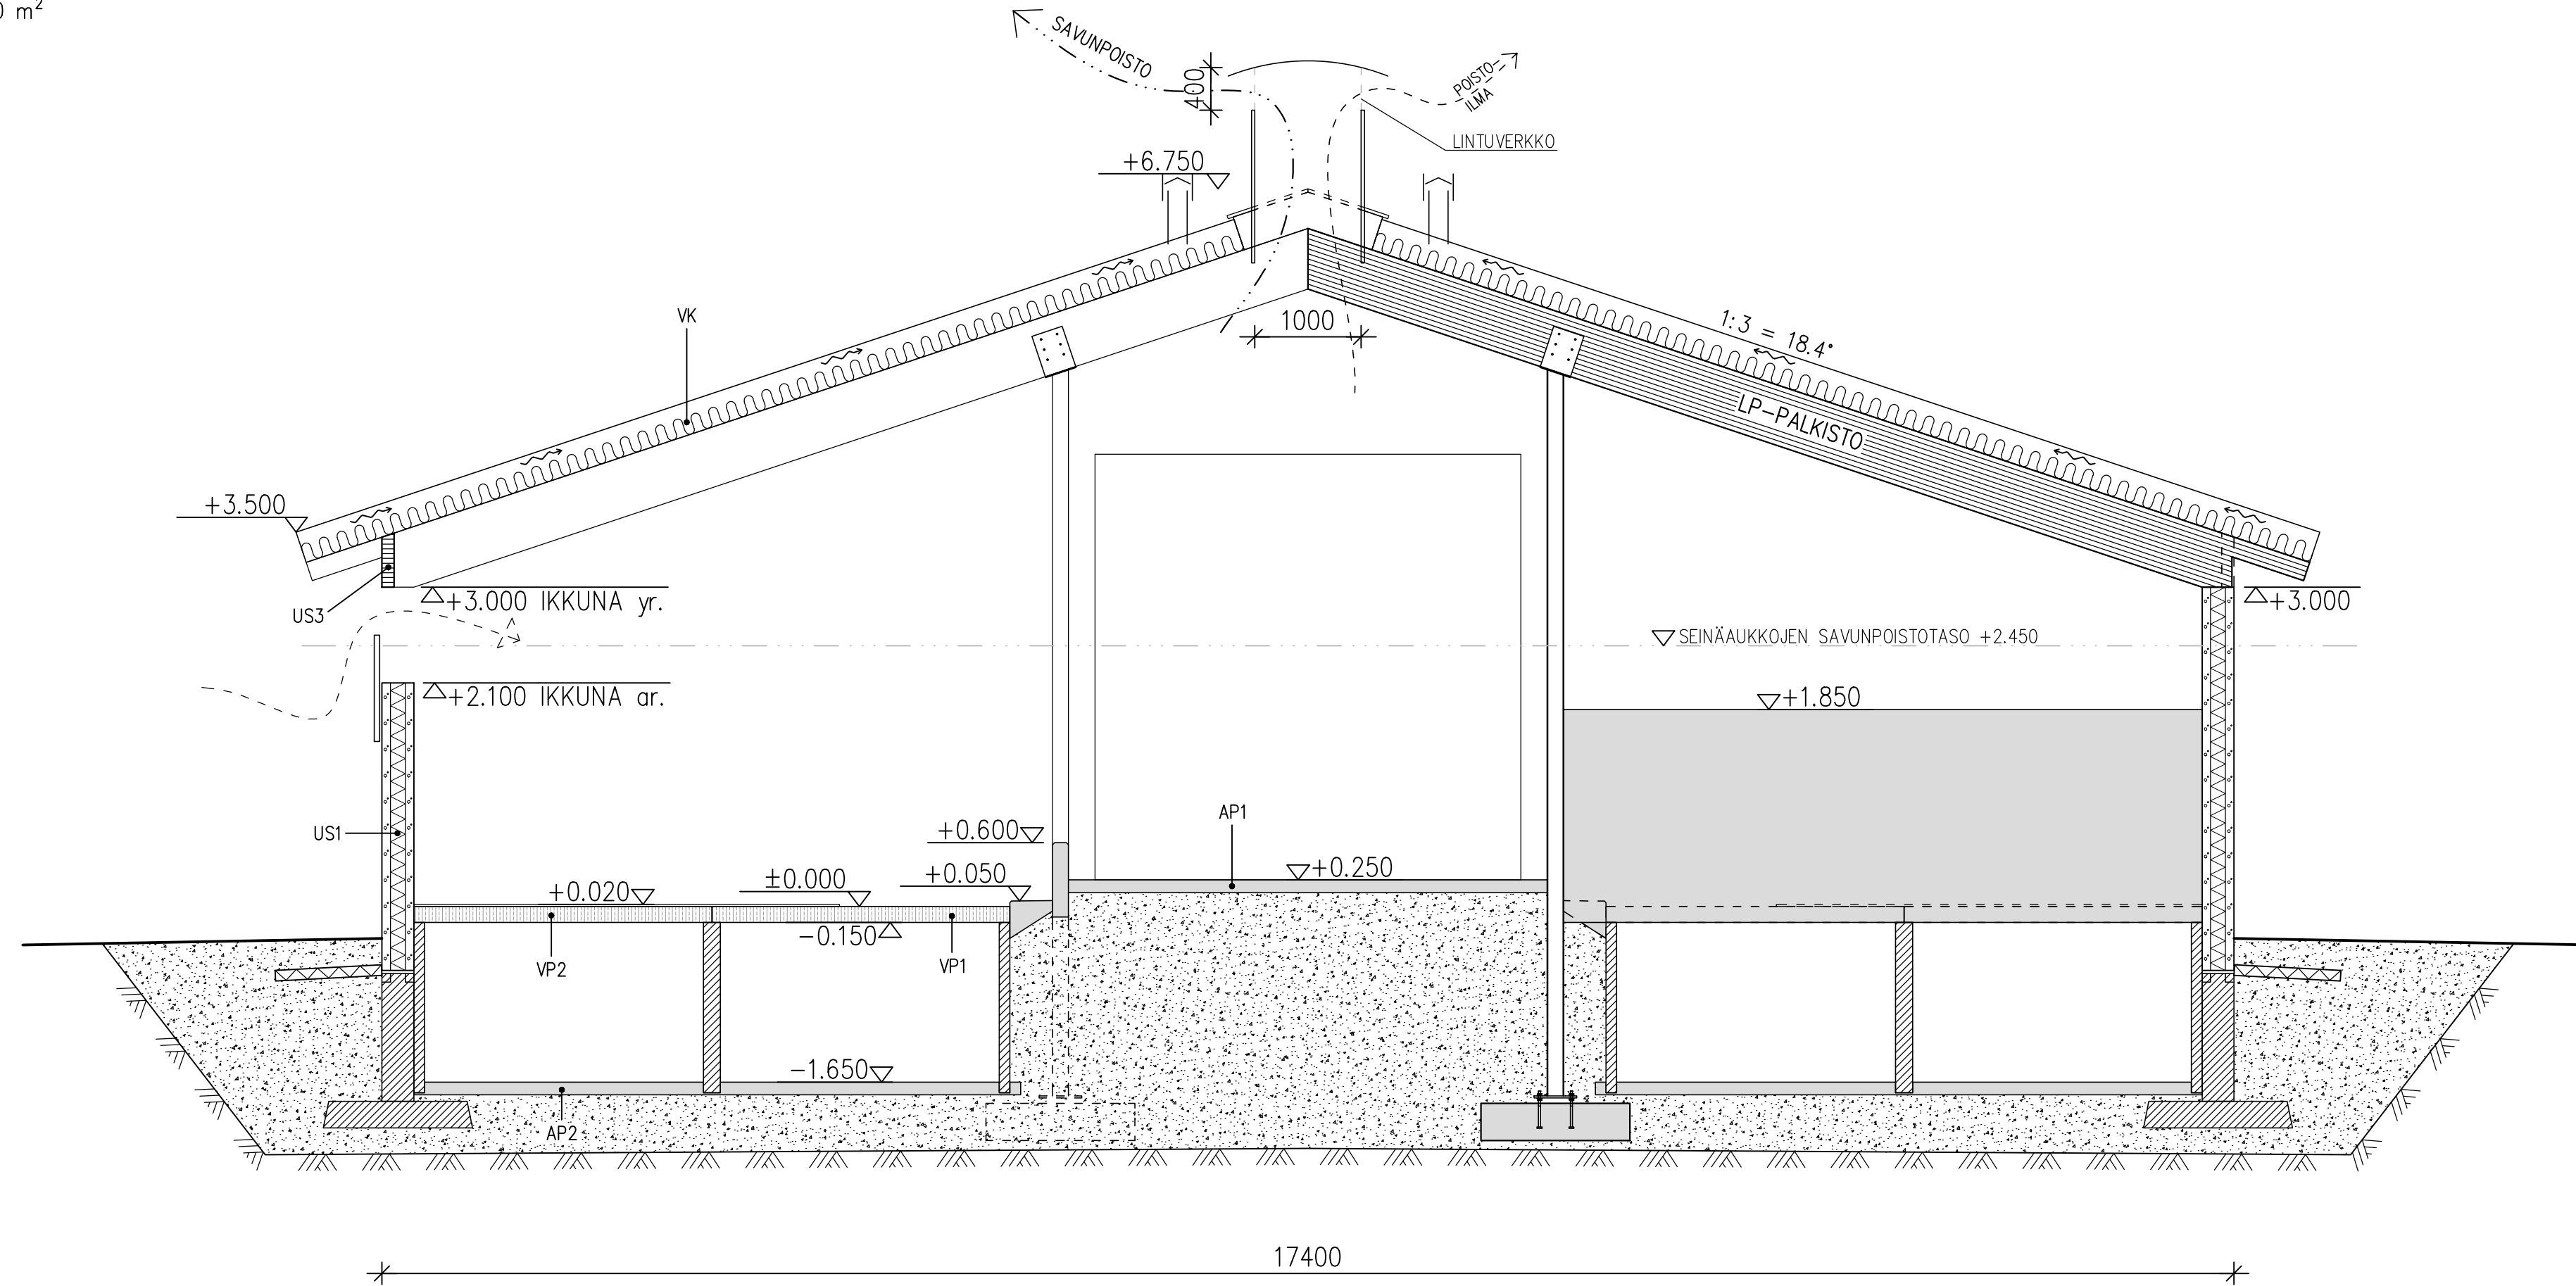 0 m²
SAVUNPOISTO
400
POISTO
ILMA
LINTUVERKKO
+6.750
1000
VK
1:3 = 18.4°
LP-PALKISTO
+3.500
US3
+3.000 IKKUNA yr.
+3.000
SEINÄAUKKOJEN SAVUNPOISTOTASO +2.450
+2.100 IKKUNA ar.
+1.850
US1
AP1
+0.600
+0.250
+0.050
±0.000
+0.020
-0.150
VP2
VP1
-1.650
AP2
17400